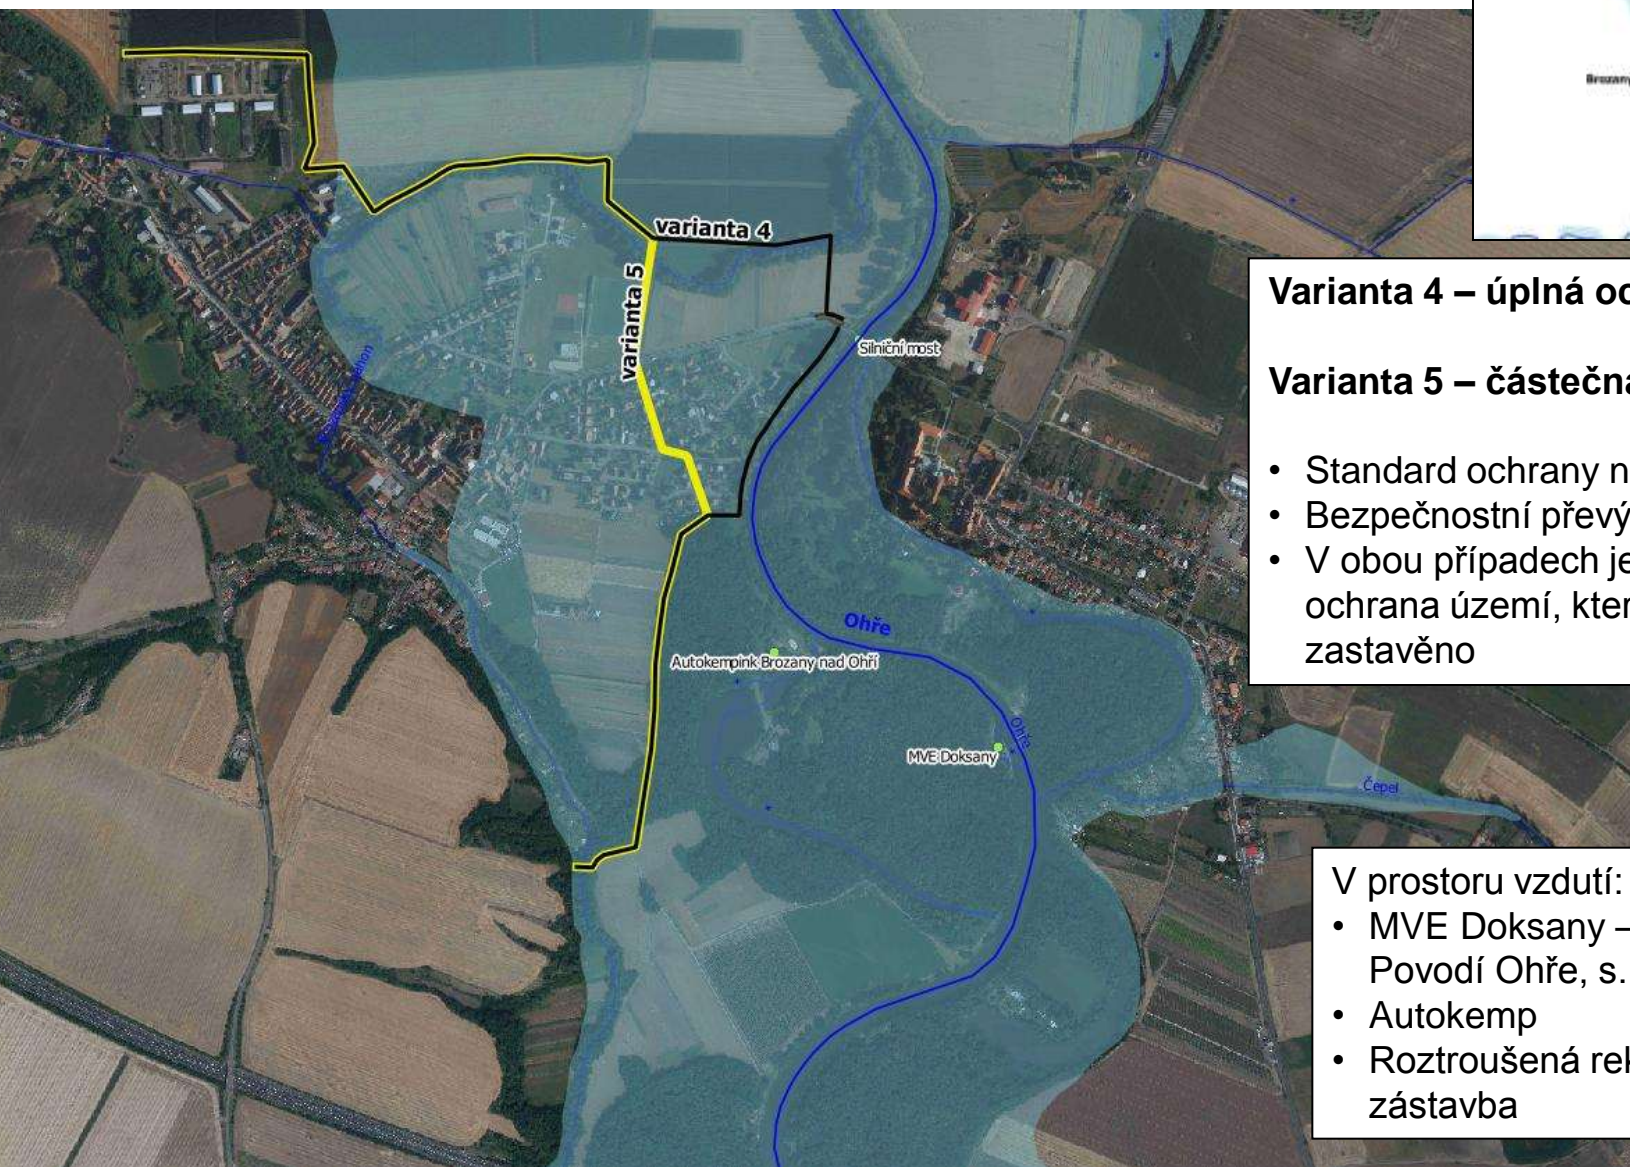 varianta 4
varianta 5
Silniční most
Ohře
Autokempink Brozany nad Ohří
Ohře
MVE Doksany
Čepel
Varianta 4 – úplná oc
Varianta 5 – částečna
• Standard ochrany n
• Bezpečnostní převý
• V obou případech je
ochrana území, kter
zastavěno
V prostoru vzdutí:
• MVE Doksany –
Povodí Ohře, s.
• Autokemp
• Roztroušená rek
zástavba